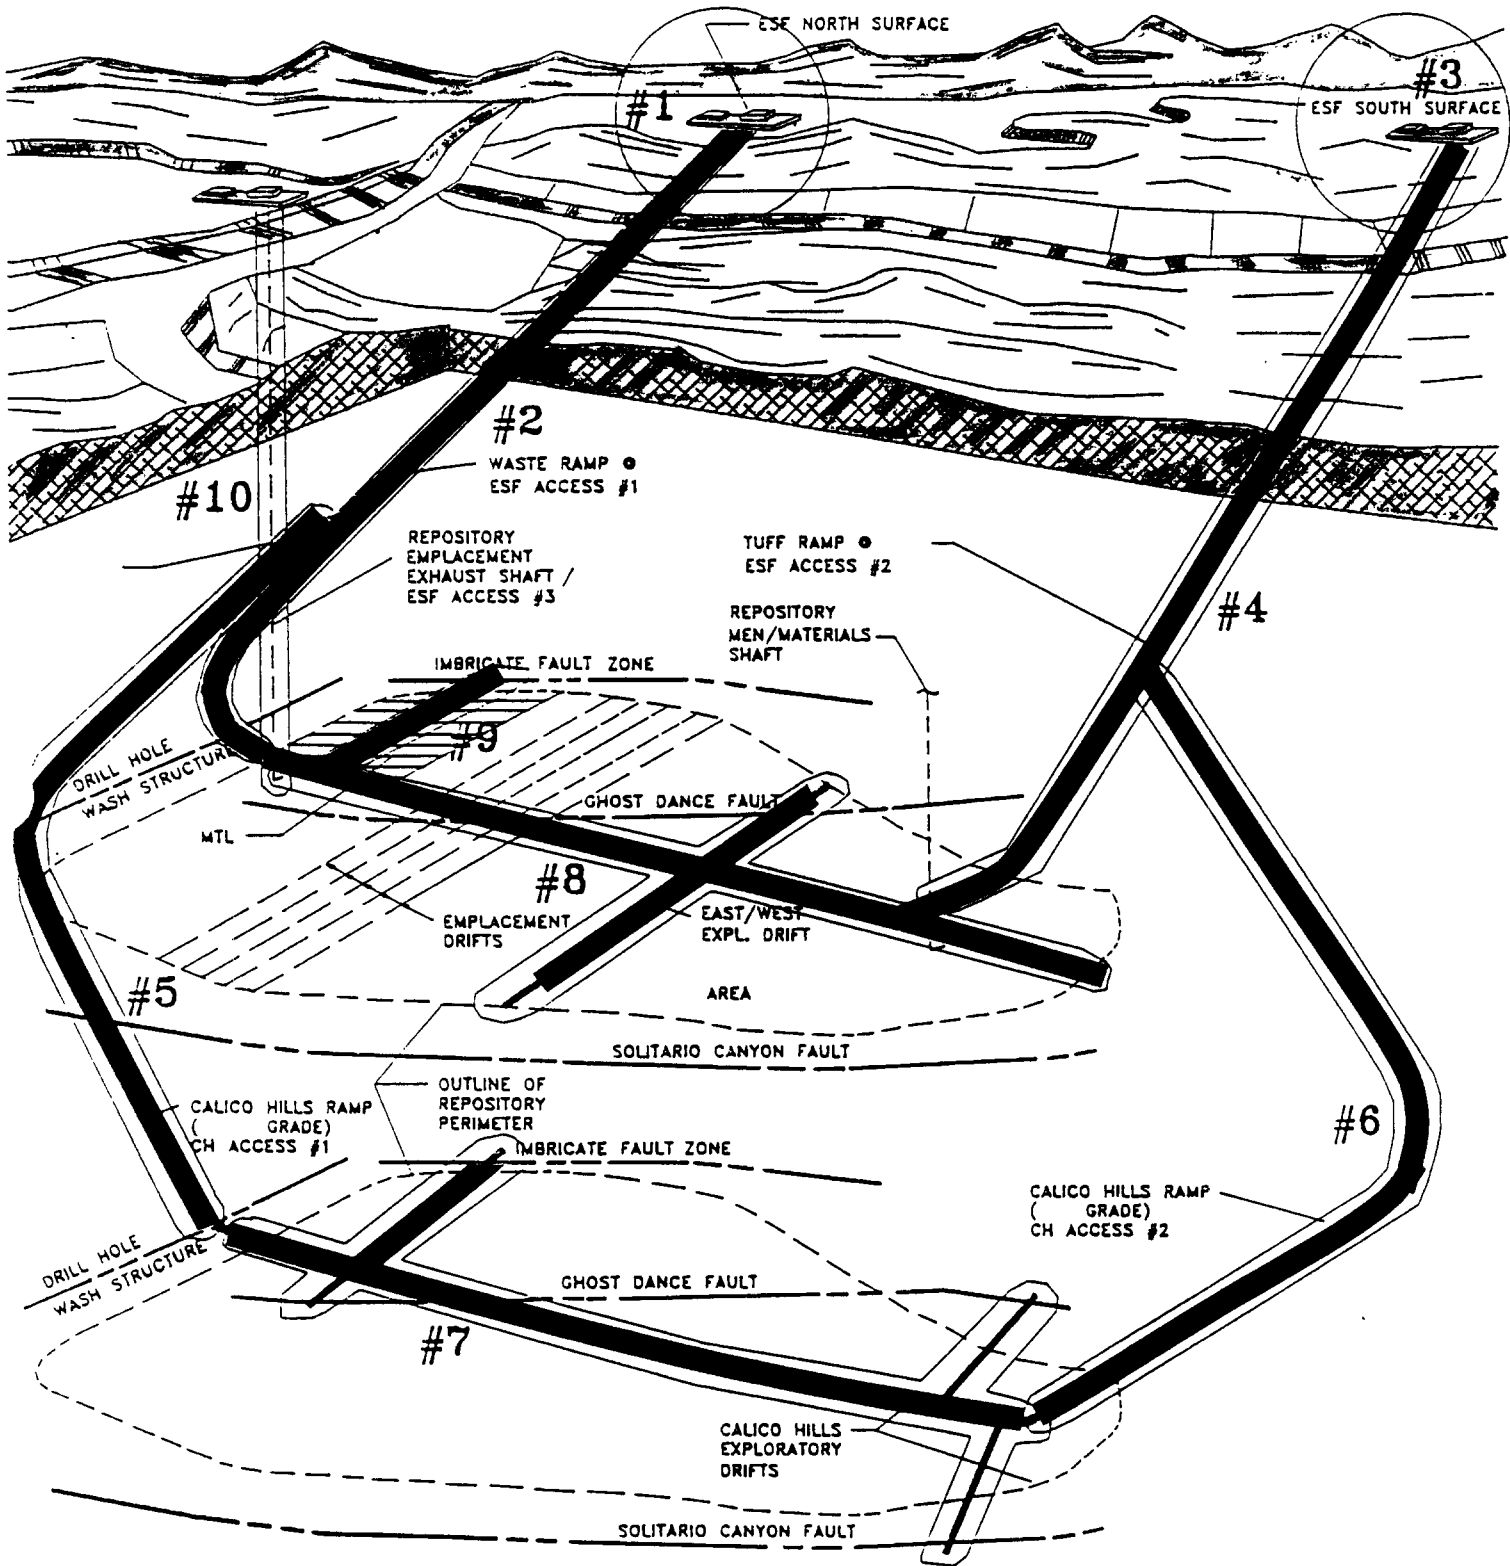 ESF NORTH SURFACE
#1
#3
ESF SOUTH SURFACE
#2
WASTE RAMP @
ESF ACCESS #1
#10
REPOSITORY
EMPLACEMENT
EXHAUST SHAFT /
ESF ACCESS #3
TUFF RAMP @
ESF ACCESS #2
#4
REPOSITORY
MEN/MATERIALS
SHAFT
IMBRICATE FAULT ZONE
#9
DRILL HOLE
WASH STRUCTURE
GHOST DANCE FAULT
MTL
#8
EMPLACEMENT
DRIFTS
EAST/WEST
EXPL. DRIFT
#5
AREA
SOLITARIO CANYON FAULT
OUTLINE OF
REPOSITORY
PERIMETER
CALICO HILLS RAMP
( GRADE)
CH ACCESS #1
#6
IMBRICATE FAULT ZONE
CALICO HILLS RAMP
( GRADE)
CH ACCESS #2
DRILL HOLE
WASH STRUCTURE
GHOST DANCE FAULT
#7
CALICO HILLS
EXPLORATORY
DRIFTS
SOLITARIO CANYON FAULT